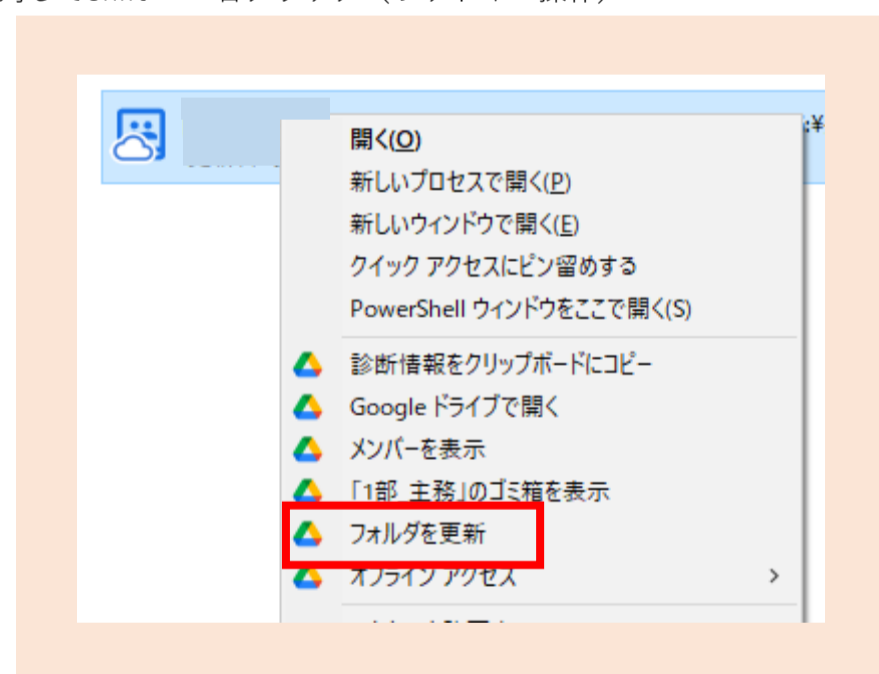 :¥
開く(O)
新しいプロセスで開く(P)
新しいウィンドウで開く(E)
クイック アクセスにピン留めする
PowerShell ウィンドウをここで開く(S)
診断情報をクリップボードにコピー
Google ドライブで開く
メンバーを表示
「1部_主務」のゴミ箱を表示
フォルダを更新
オフライン アクセス